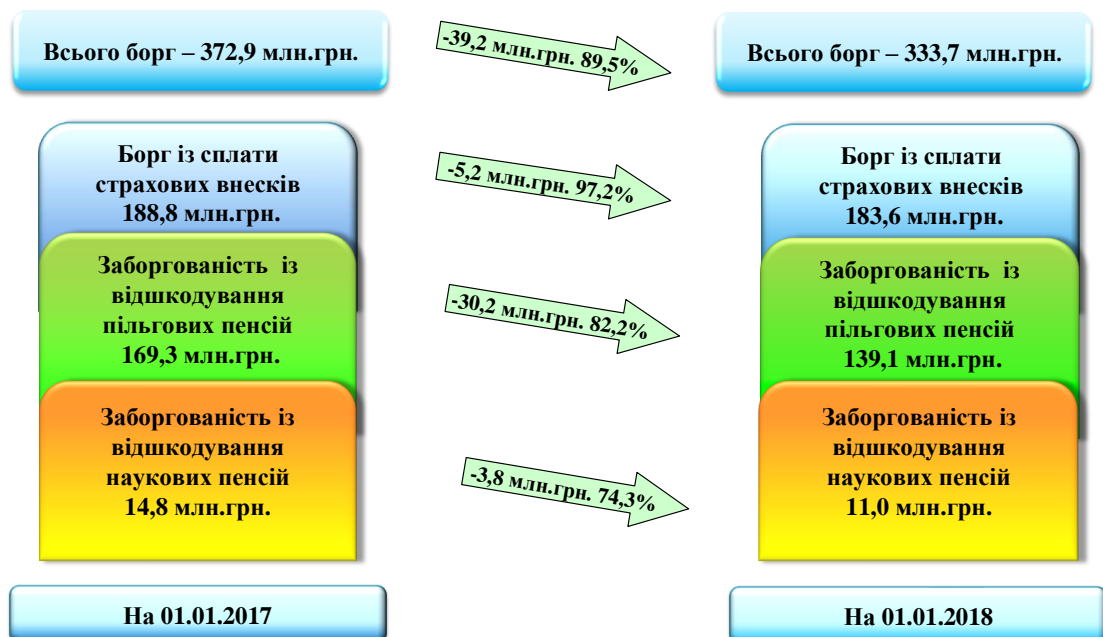 Всього борг – 372,9 млн.грн.
-39,2 млн.грн. 89,5%
Всього борг – 333,7 млн.грн.
Борг із сплати
страхових внесків
188,8 млн.грн.
-5,2 млн.грн. 97,2%
Борг із сплати
страхових внесків
183,6 млн.грн.
Заборгованість із
відшкодування
пільгових пенсій
169,3 млн.грн.
-30,2 млн.грн. 82,2%
Заборгованість із
відшкодування
пільгових пенсій
139,1 млн.грн.
Заборгованість із
відшкодування
наукових пенсій
14,8 млн.грн.
-3,8 млн.грн. 74,3%
Заборгованість із
відшкодування
наукових пенсій
11,0 млн.грн.
На 01.01.2017
На 01.01.2018